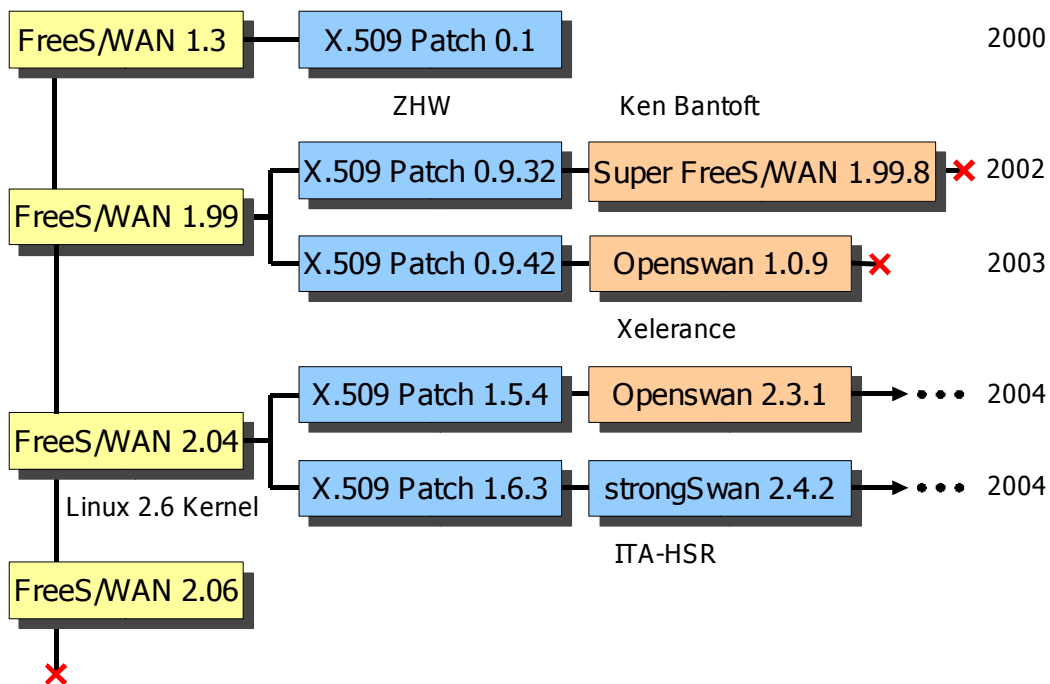 FreeS/WAN 1.3
X.509 Patch 0.1
2000
ZHW
Ken Bantoft
X.509 Patch 0.9.32
Super FreeS/WAN 1.99.8
2002
FreeS/WAN 1.99
X.509 Patch 0.9.42
Openswan 1.0.9
2003
Xelerance
X.509 Patch 1.5.4
Openswan 2.3.1
2004
FreeS/WAN 2.04
X.509 Patch 1.6.3
strongSwan 2.4.2
2004
Linux 2.6 Kernel
ITA-HSR
FreeS/WAN 2.06